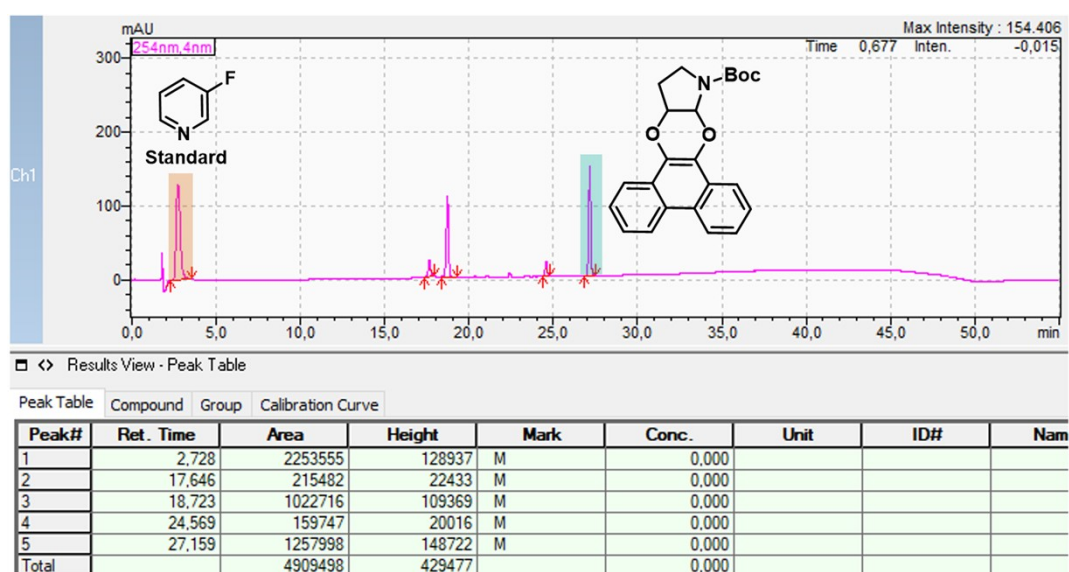 mAU
Max Intensity : 154.406
254nm,4nm
Time 0,677 Inten. -0,015
300
F
N
Standard
N Boc
O O
200
Ch1
100
0
0,0 5,0 10,0 15,0 20,0 25,0 30,0 35,0 40,0 45,0 50,0 min
Results View - Peak Table
Peak Table Compound Group Calibration Curve
Peak# Ret. Time Area Height Mark Conc. Unit ID# Nam
1 2,728 2253555 128937 M 0,000
2 17,646 215482 22433 M 0,000
3 18,723 1022716 109369 M 0,000
4 24,569 159747 20016 M 0,000
5 27,159 1257998 148722 M 0,000
Total 4909498 429477 0,000